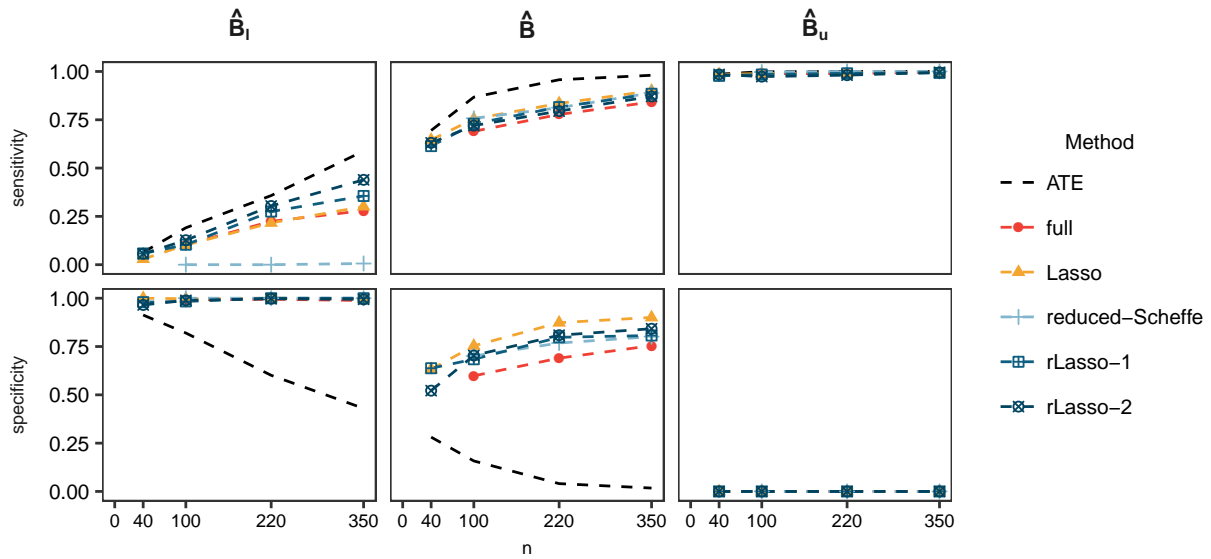 B̂ₗ B̂ B̂ᵤ
sensitivity
1.00
0.75
0.50
0.25
0.00
specificity
1.00
0.75
0.50
0.25
0.00
0 40 100 220 350
0 40 100 220 350
0 40 100 220 350
n
Method
ATE
full
Lasso
reduced−Scheffe
rLasso−1
rLasso−2